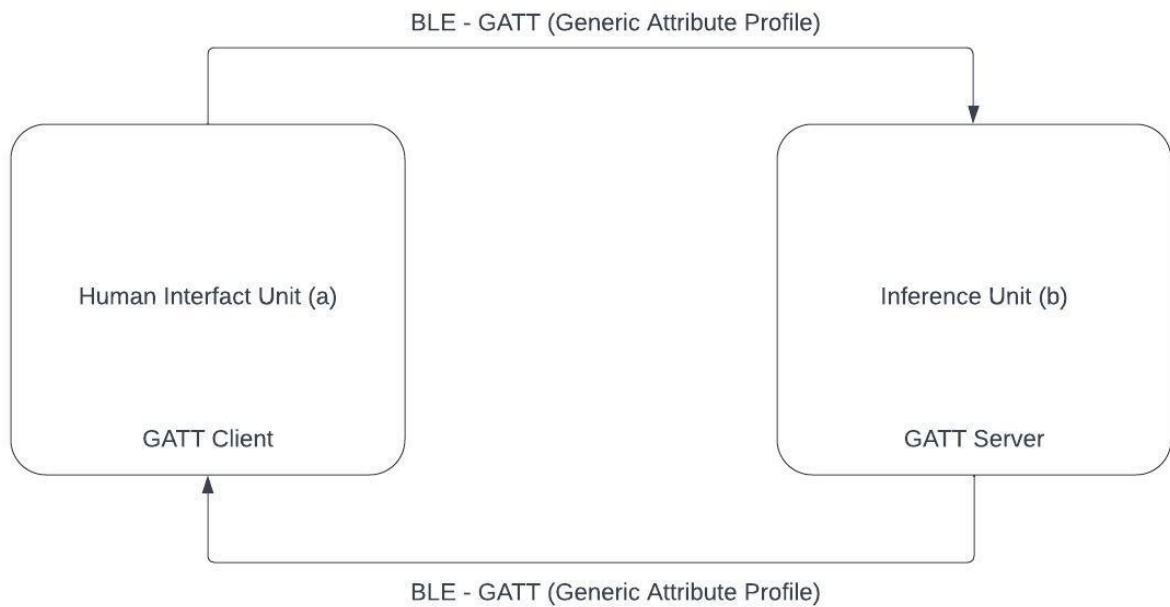 BLE - GATT (Generic Attribute Profile)
Human Interfact Unit (a)
Inference Unit (b)
GATT Client
GATT Server
BLE - GATT (Generic Attribute Profile)